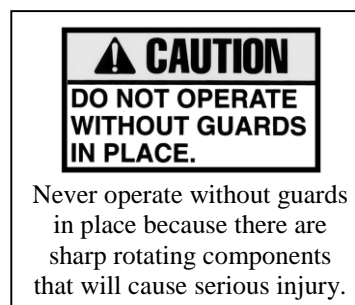 CAUTION
DO NOT OPERATE
WITHOUT GUARDS
IN PLACE.
Never operate without guards
in place because there are
sharp rotating components
that will cause serious injury.